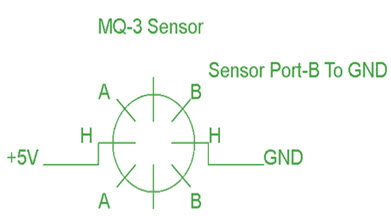 MQ-3 Sensor
Sensor Port-B To GND
A B
H H
+5V GND
A B